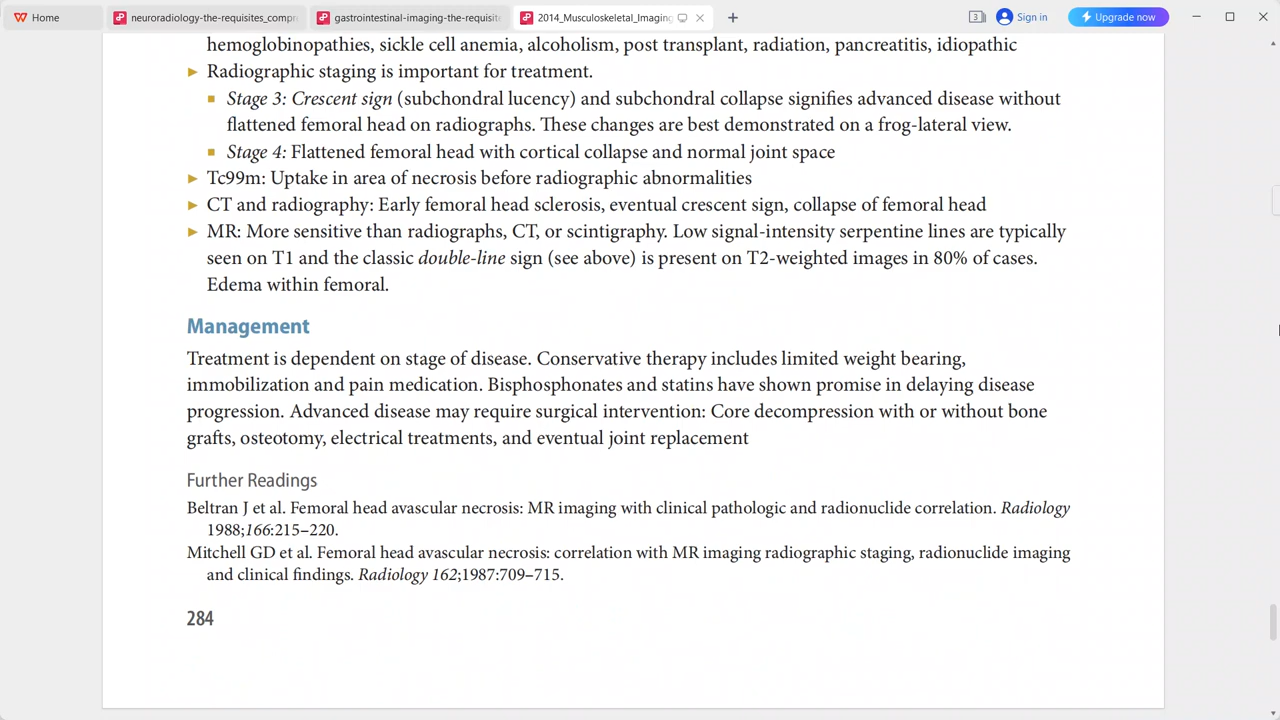 Home
neuroradiology-the-requisite_compr
gastrointestinal-imaging-the-requisite
2014_Musculoskeletal_Imaging
3
Sign in
Upgrade now
hemoglobinopathies, sickle cell anemia, alcoholism, post transplant, radiation, pancreatitis, idiopathic
► Radiographic staging is important for treatment.
■ Stage 3: Crescent sign (subchondral lucency) and subchondral collapse signifies advanced disease without
flattened femoral head on radiographs. These changes are best demonstrated on a frog-lateral view.
■ Stage 4: Flattened femoral head with cortical collapse and normal joint space
► Tc99m: Uptake in area of necrosis before radiographic abnormalities
► CT and radiography: Early femoral head sclerosis, eventual crescent sign, collapse of femoral head
► MR: More sensitive than radiographs, CT, or scintigraphy. Low signal-intensity serpentine lines are typically
seen on T1 and the classic double-line sign (see above) is present on T2-weighted images in 80% of cases.
Edema within femoral.
Management
Treatment is dependent on stage of disease. Conservative therapy includes limited weight bearing,
immobilization and pain medication. Bisphosphonates and statins have shown promise in delaying disease
progression. Advanced disease may require surgical intervention: Core decompression with or without bone
grafts, osteotomy, electrical treatments, and eventual joint replacement
Further Readings
Beltran J et al. Femoral head avascular necrosis: MR imaging with clinical pathologic and radionuclide correlation. Radiology
1988;166:215–220.
Mitchell GD et al. Femoral head avascular necrosis: correlation with MR imaging radiographic staging, radionuclide imaging
and clinical findings. Radiology 162;1987:709–715.
284